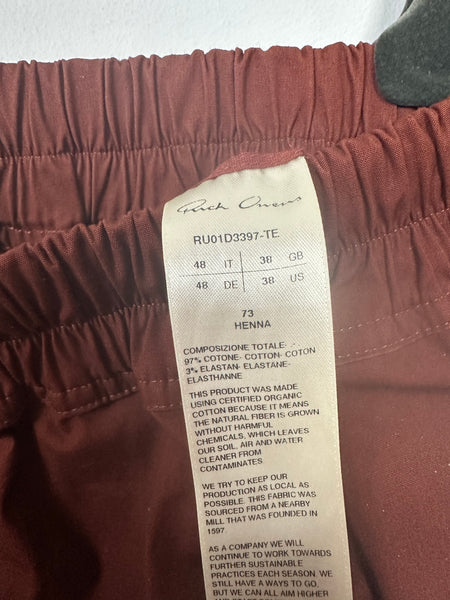 Rick Owens
RU01D3397-TE
48 IT 38 GB
48 DE 38 US
73
HENNA
COMPOSIZIONE TOTALE-
97% COTONE- COTTON- COTON
3% ELASTAN- ELASTANE-
ELASTHANNE
THIS PRODUCT WAS MADE
USING CERTIFIED ORGANIC
COTTON BECAUSE IT MEANS
THE NATURAL FIBER IS GROWN
WITHOUT HARMFUL
CHEMICALS, WHICH LEAVES
OUR SOIL, AIR AND WATER
CLEANER FROM
CONTAMINATES
WE TRY TO KEEP OUR
PRODUCTION AS LOCAL AS
POSSIBLE. THIS FABRIC WAS
SOURCED FROM A NEARBY
MILL THAT WAS FOUNDED IN
1597.
AS A COMPANY WE WILL
CONTINUE TO WORK TOWARDS
FURTHER SUSTAINABLE
PRACTICES EACH SEASON. WE
STILL HAVE A WAYS TO GO,
BUT WE CAN ALL AIM HIGHER